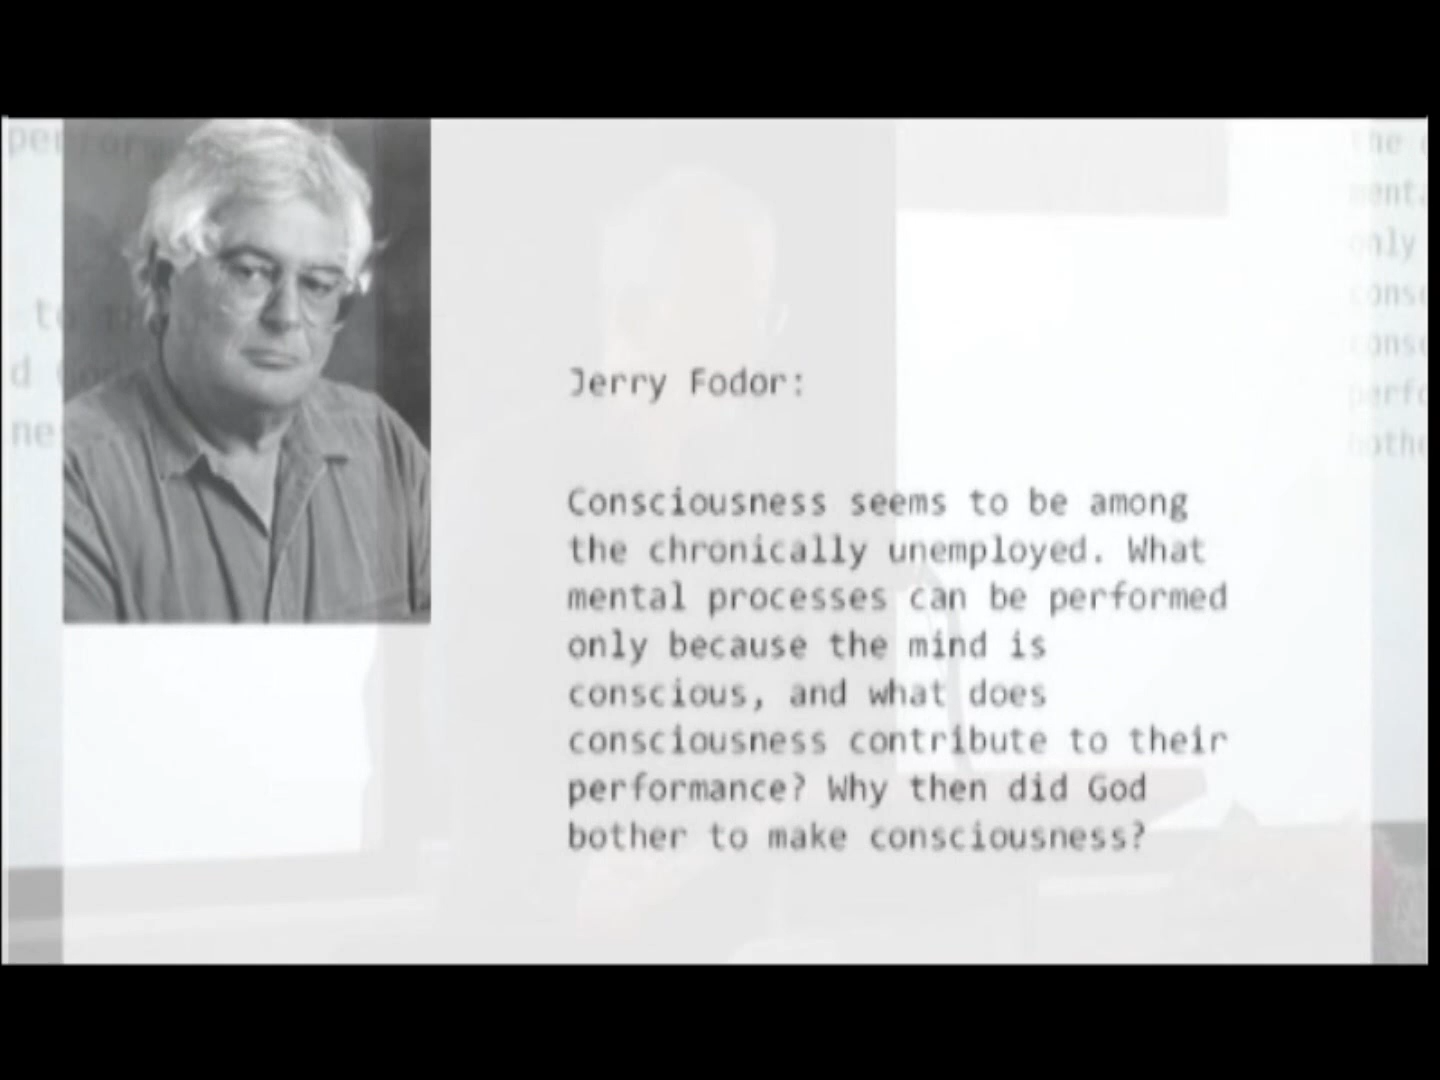 Jerry Fodor:
Consciousness seems to be among
the chronically unemployed. What
mental processes can be performed
only because the mind is
conscious, and what does
consciousness contribute to their
performance? Why then did God
bother to make consciousness?